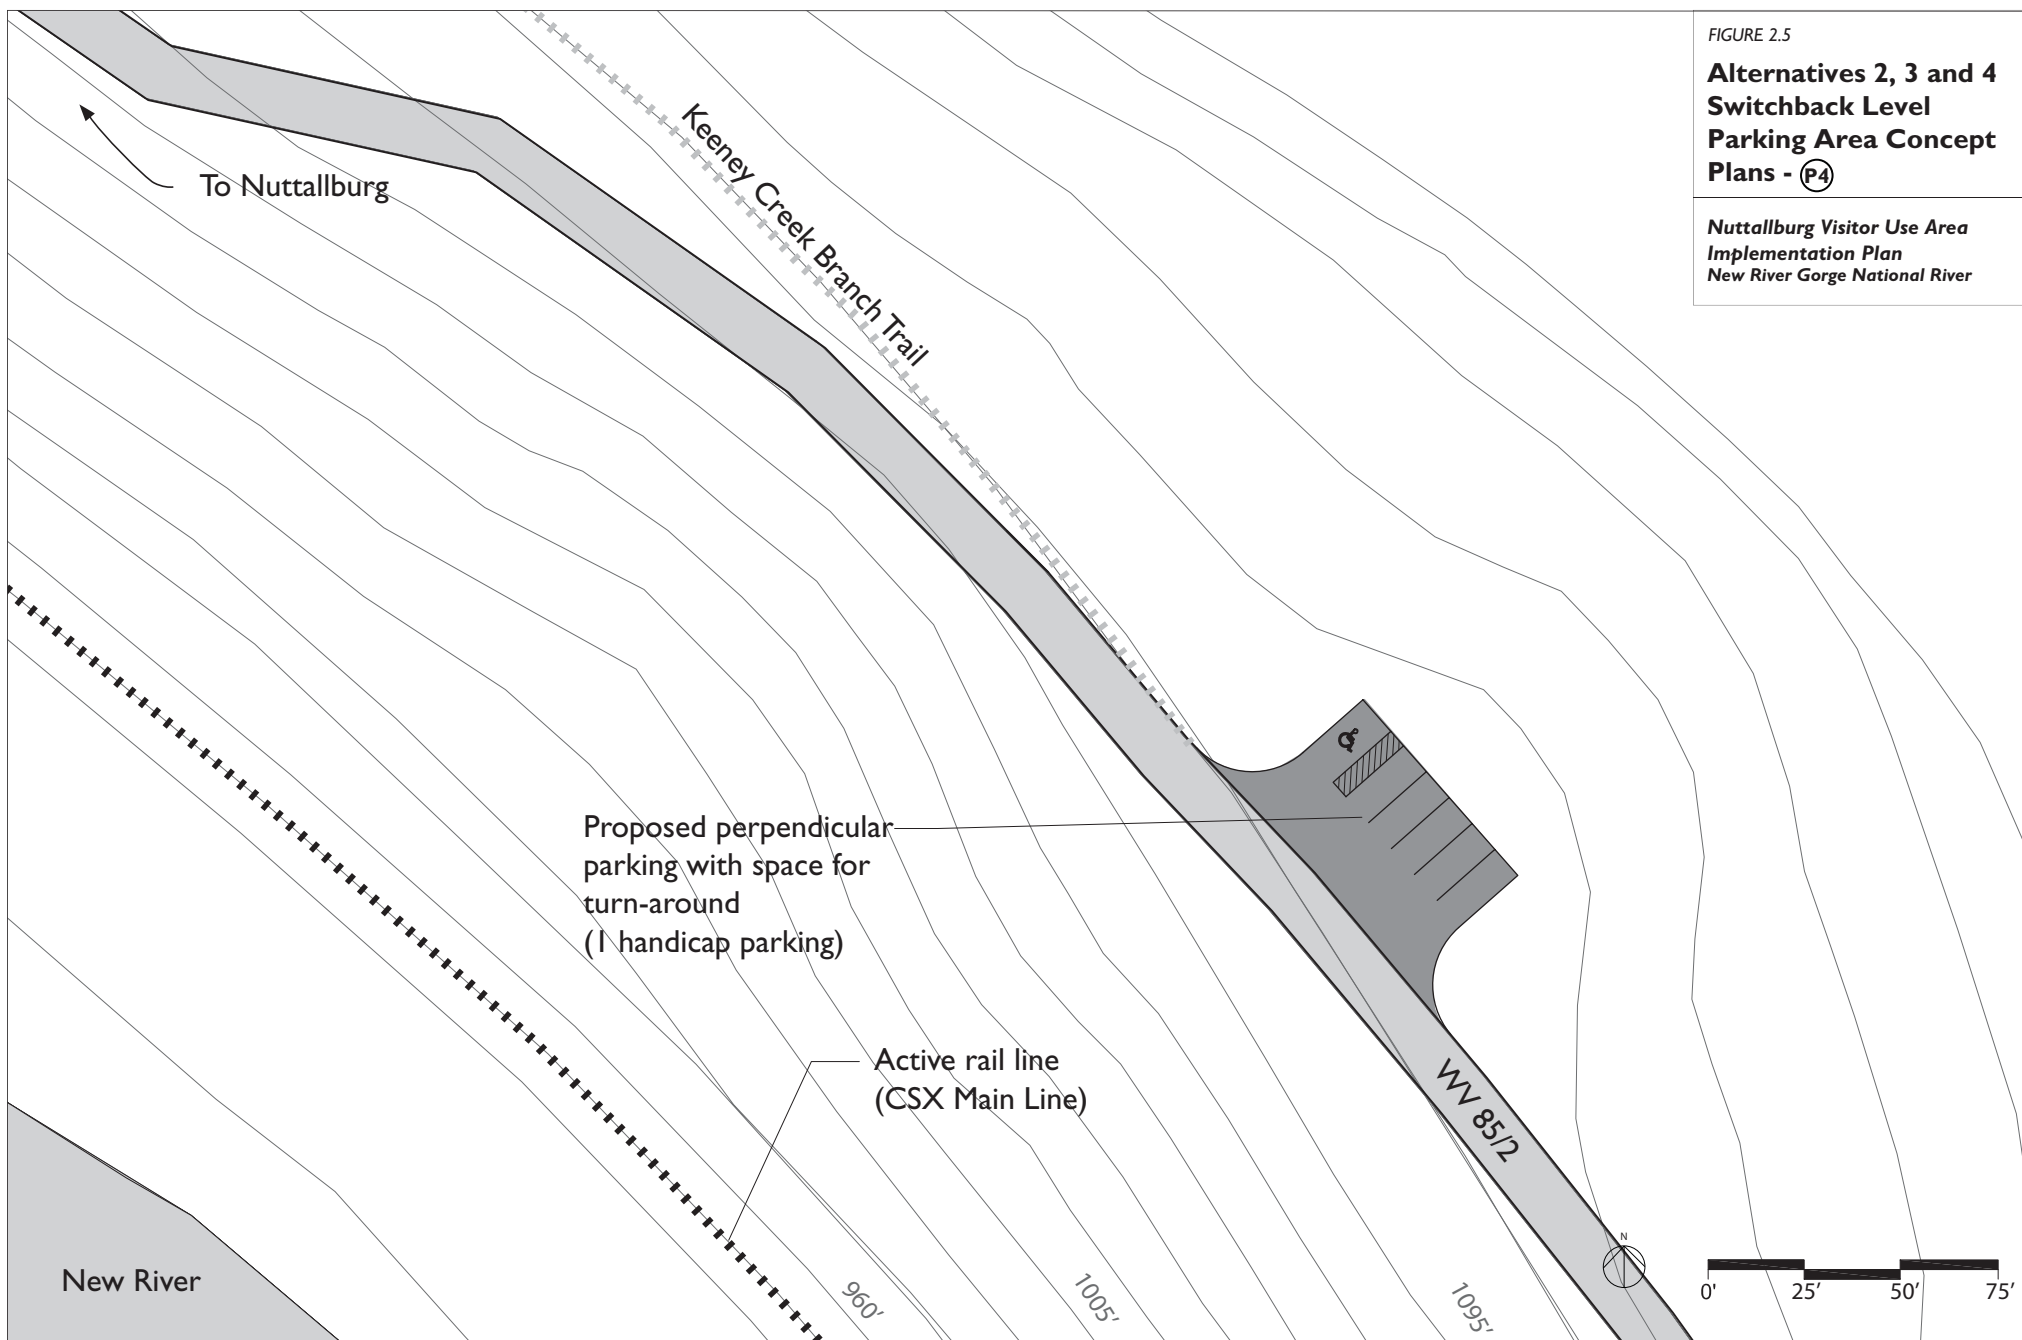 FIGURE 2.5
Alternatives 2, 3 and 4
Switchback Level
Parking Area Concept
Plans - P4
Nuttallburg Visitor Use Area
Implementation Plan
New River Gorge National River
To Nuttallburg
Keeney Creek Branch Trail
Proposed perpendicular
parking with space for
turn-around
(1 handicap parking)
Active rail line
(CSX Main Line)
WV 85/2
New River
960'
1005'
1095'
N
0' 25' 50' 75'